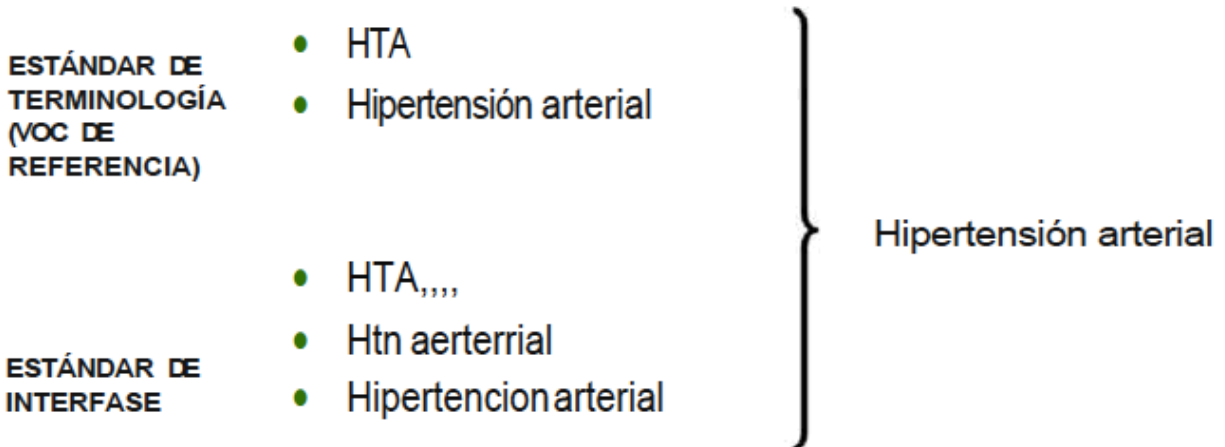 ESTÁNDAR DE
TERMINOLOGÍA
(VOC DE
REFERENCIA)
• HTA
• Hipertensión arterial
ESTÁNDAR DE
INTERFASE
• HTA,,,,
• Htn aerterrial
• Hipertencion arterial
Hipertensión arterial